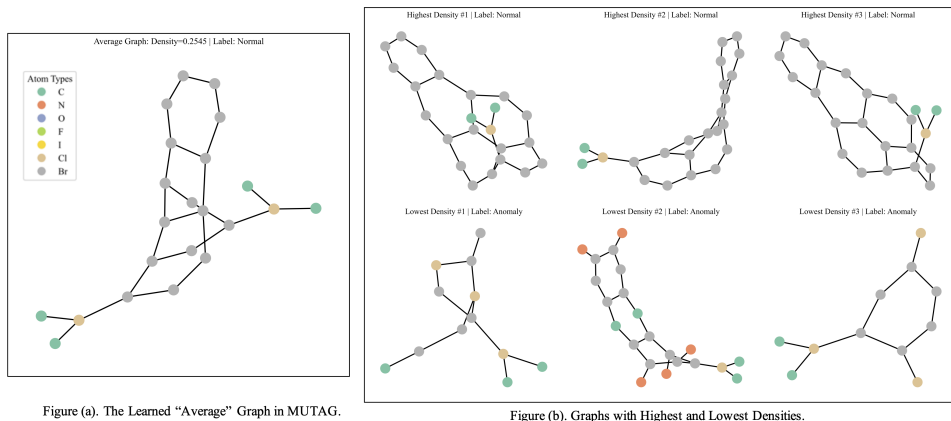 Average Graph: Density=0.2545 | Label: Normal
Atom Types
C
N
O
F
I
Cl
Br
Figure (a). The Learned “Average” Graph in MUTAG.
Highest Density #1 | Label: Normal
Highest Density #2 | Label: Normal
Highest Density #3 | Label: Normal
Lowest Density #1 | Label: Anomaly
Lowest Density #2 | Label: Anomaly
Lowest Density #3 | Label: Anomaly
Figure (b). Graphs with Highest and Lowest Densities.